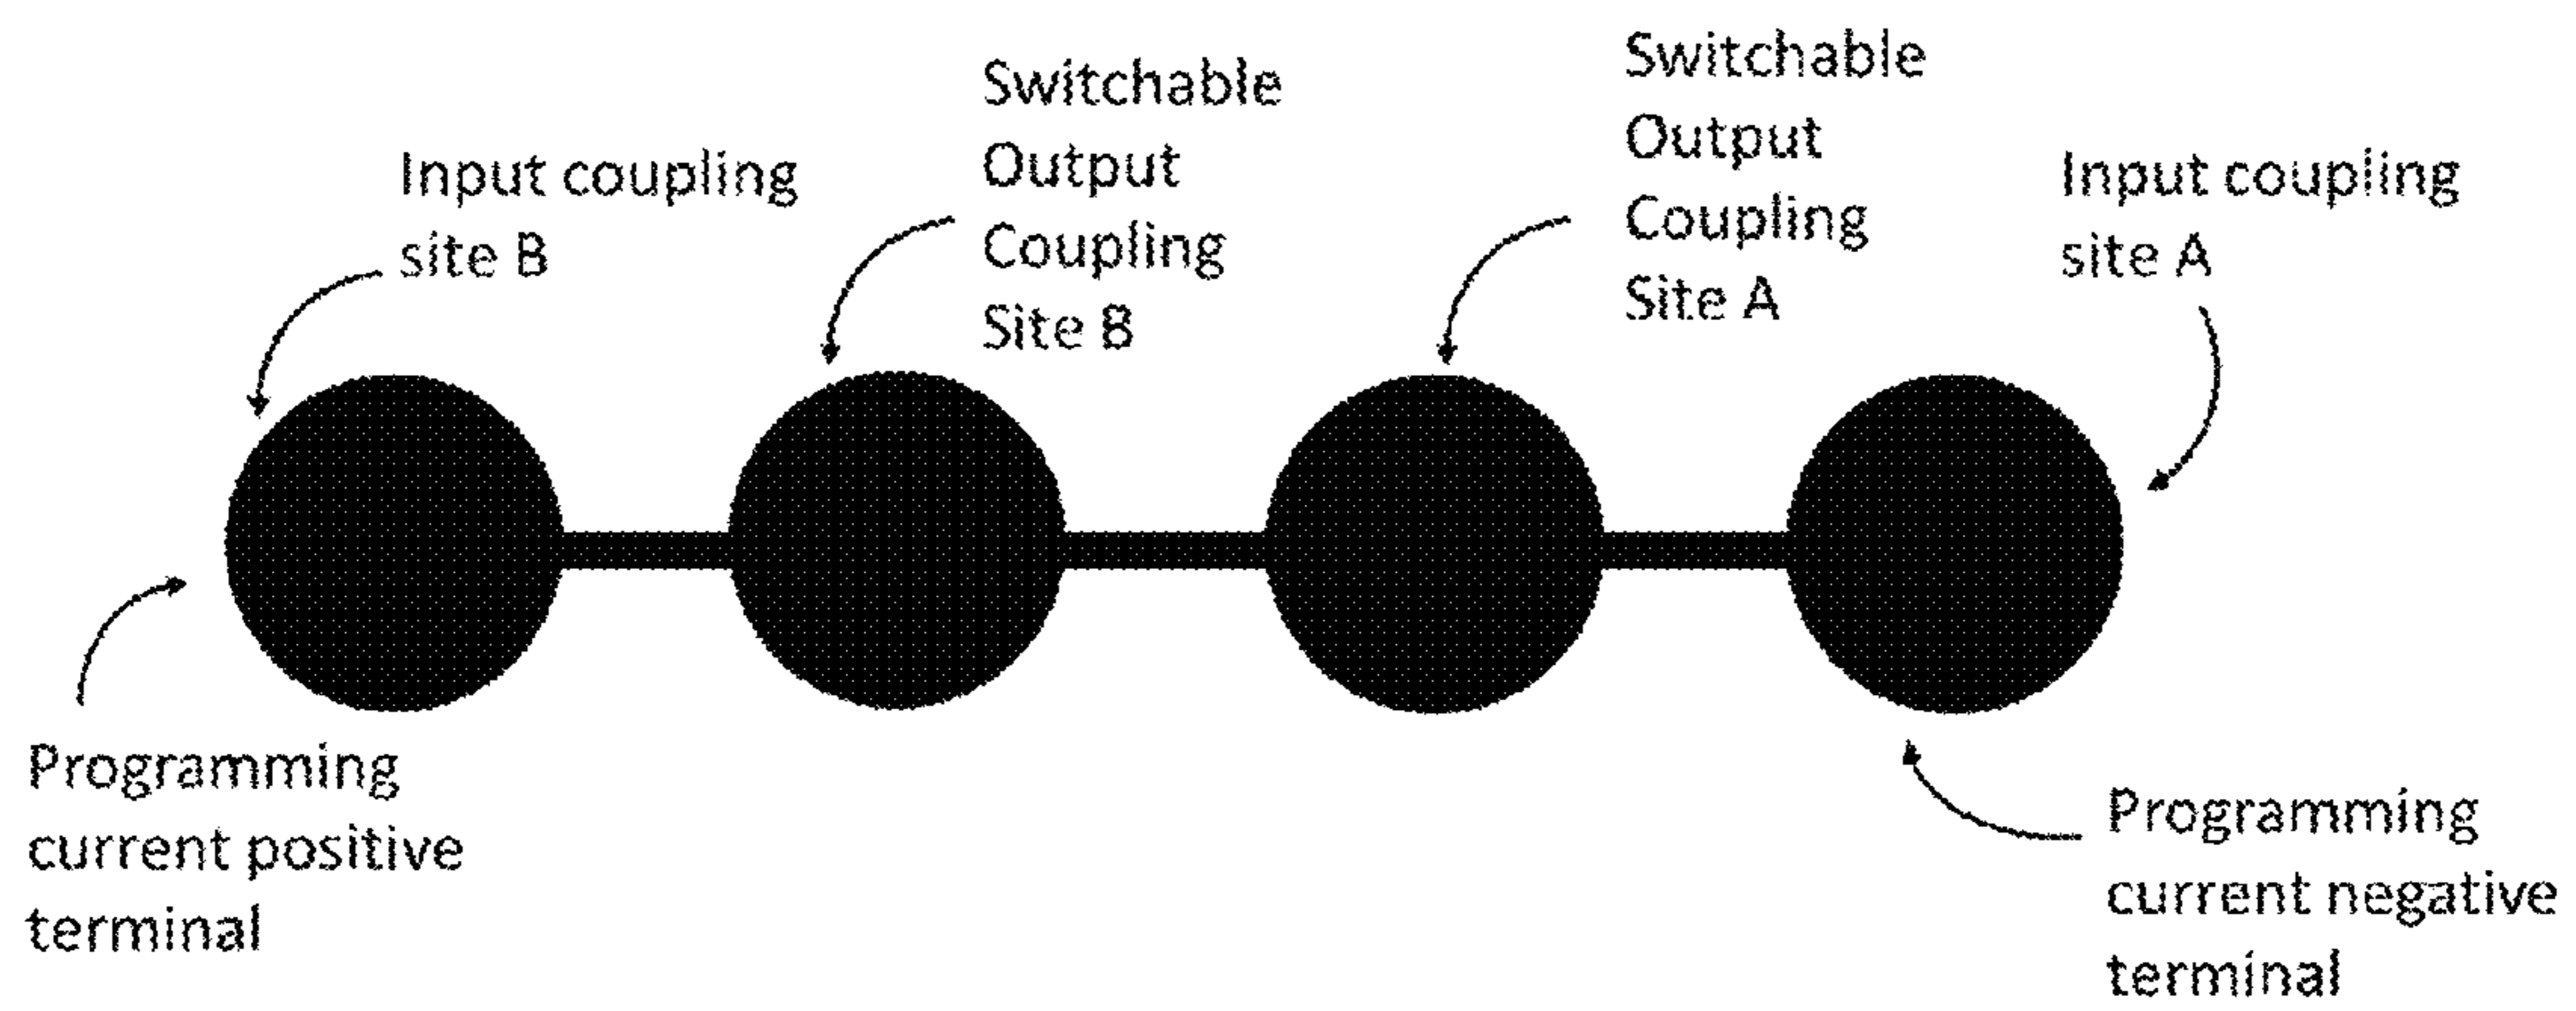 Input coupling
site B
Switchable
Output
Coupling
Site B
Switchable
Output
Coupling
Site A
Input coupling
site A
Programming
current positive
terminal
Programming
current negative
terminal